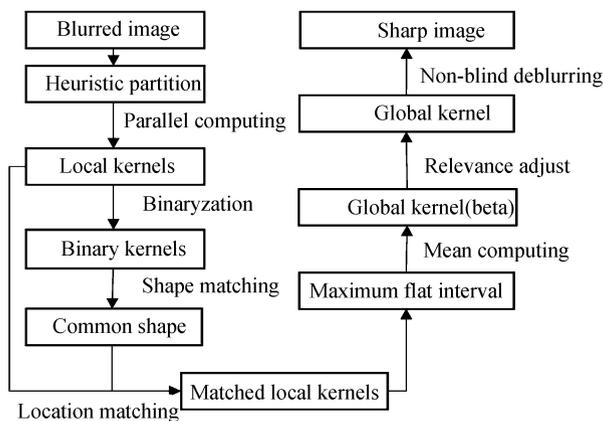 Blurred image
Heuristic partition
Parallel computing
Local kernels
Binaryzation
Binary kernels
Shape matching
Common shape
Location matching
Matched local kernels
Maximum flat interval
Mean computing
Global kernel(beta)
Relevance adjust
Global kernel
Non-blind deblurring
Sharp image